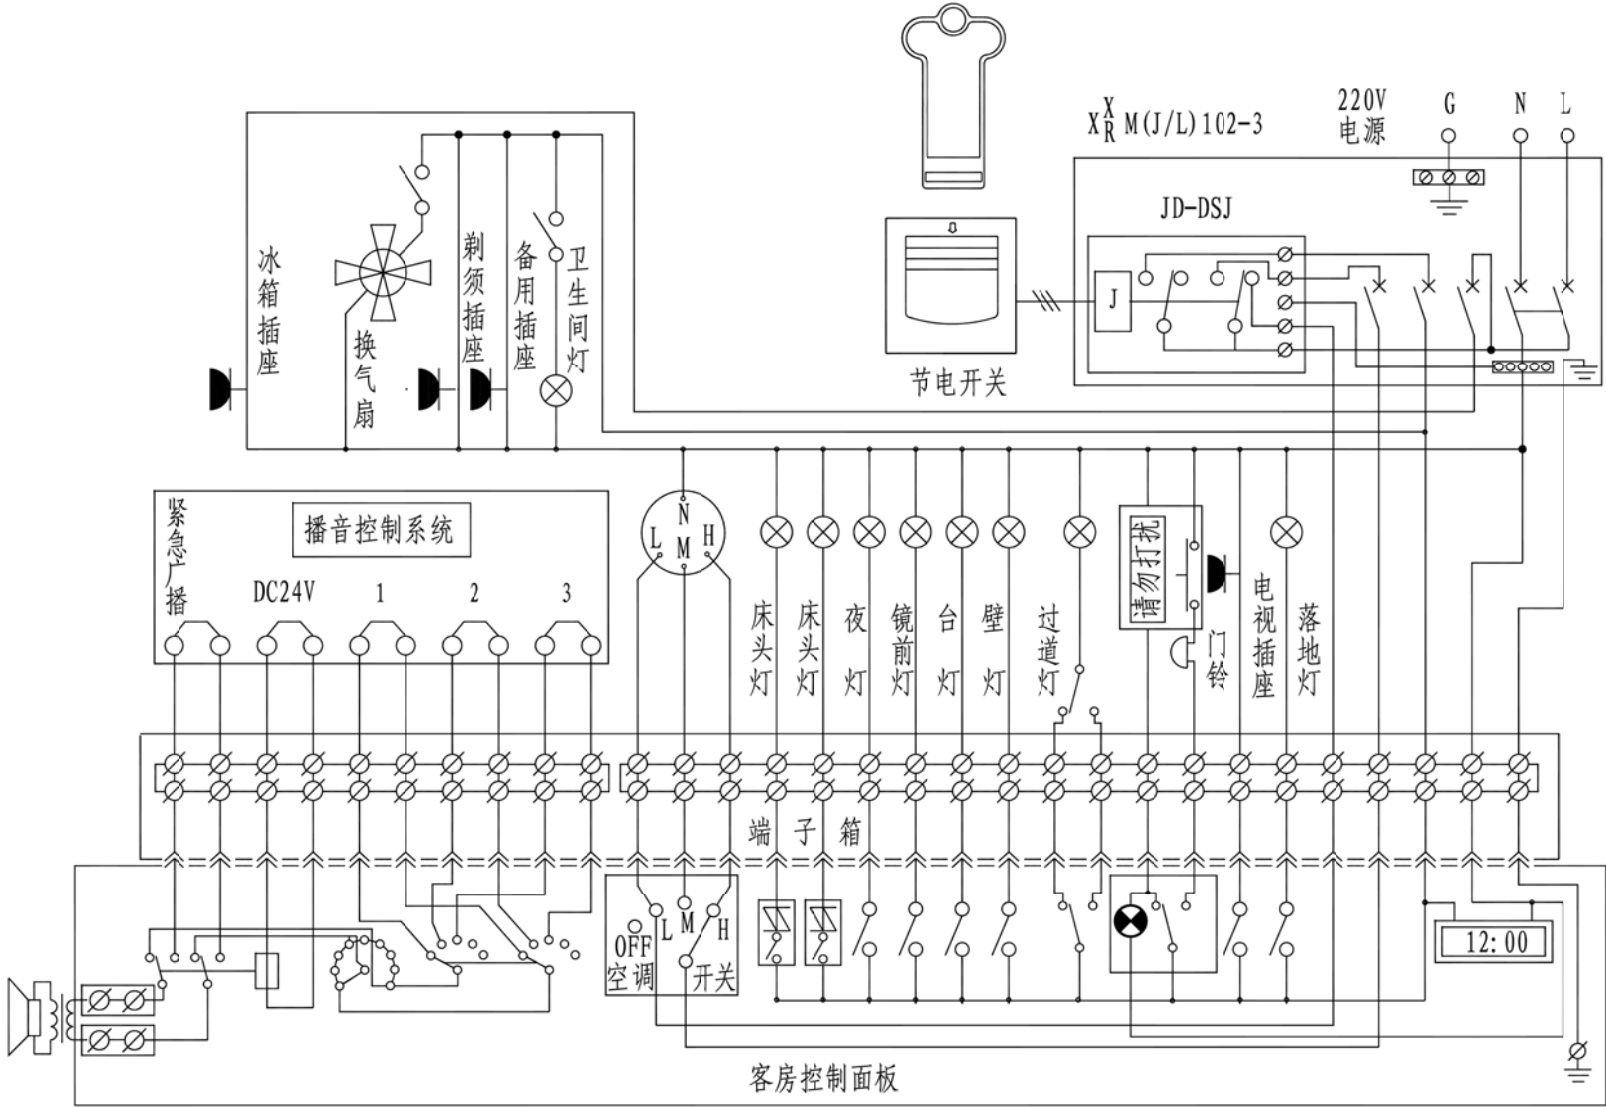 220V
电源
G
N
L
X
X
R
M(J/L)102-3
JD-DSJ
J
节电开关
冰箱插座
换气扇
剃须插座
备用插座
卫生间灯
紧急广播
播音控制系统
DC24V
1
2
3
N
L
M
H
床头灯
床头灯
夜灯
镜前灯
台灯
壁灯
过道灯
请勿打扰
门铃
电视插座
落地灯
端子箱
OFF
L
M
H
空调
开关
12:00
客房控制面板